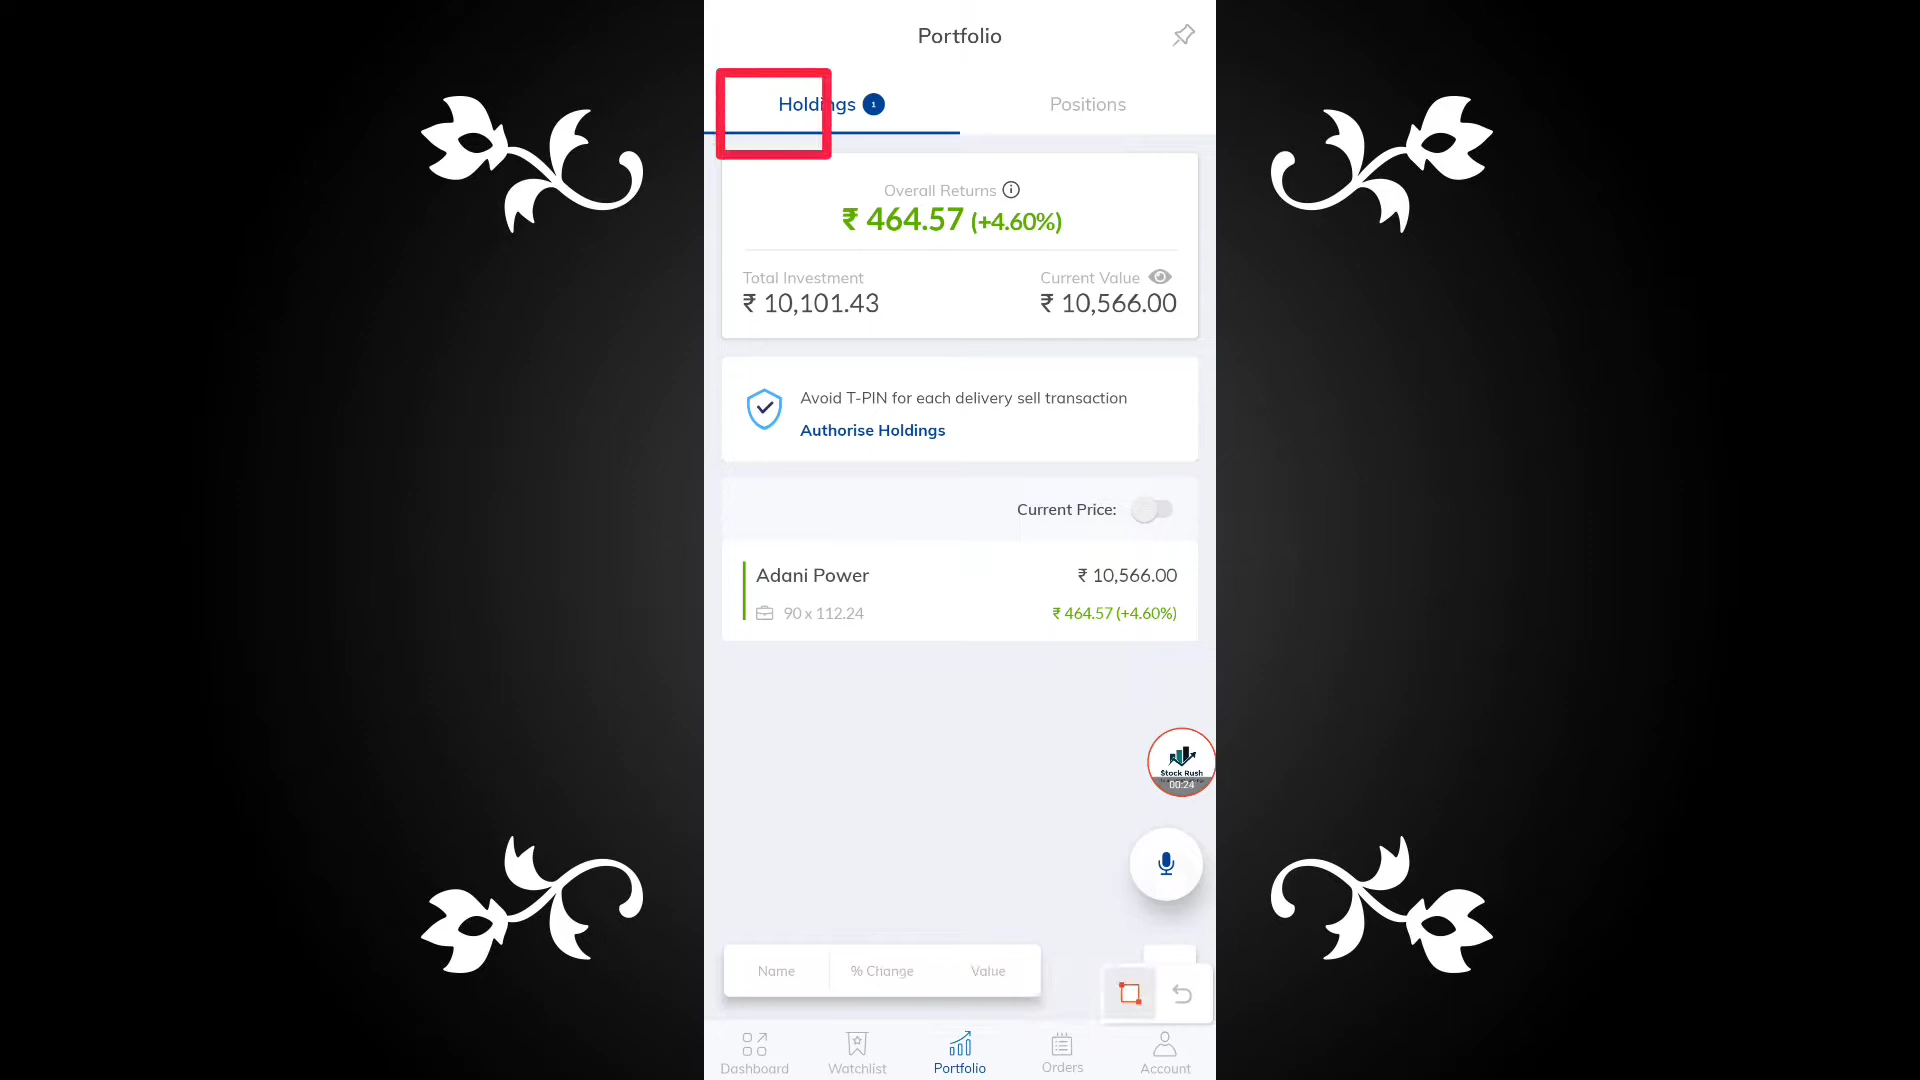 Portfolio
Holdings 1
Positions
Overall Returns
₹ 464.57 (+4.60%)
Total Investment
Current Value
₹ 10,101.43
₹ 10,566.00
Avoid T-PIN for each delivery sell transaction
Authorise Holdings
Current Price:
Adani Power
₹ 10,566.00
90 x 112.24
₹ 464.57 (+4.60%)
Stock Rush
00:24
Name
% Change
Value
Dashboard
Watchlist
Portfolio
Orders
Account